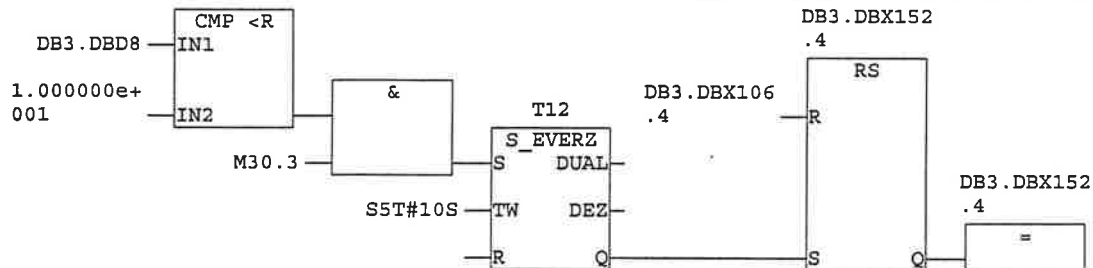 CMP <R
DB3.DBD8
IN1
1.000000e+
001
IN2
&
M30.3
T12
S_EVERZ
S
DUAL
S5T#10S
TW
DEZ
R
Q
DB3.DBX152
.4
RS
DB3.DBX106
.4
R
S
Q
DB3.DBX152
.4
=